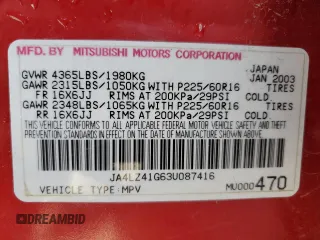 MFD BY MITSUBISHI MOTORS CORPORATION
JAPAN
GVWR 4365LBS/1980KG JAN 2003
GAWR 2315LBS/1050KG WITH P225/60R16 TIRES
FR 16X6JJ RIMS AT 200KPa/29PSI COLD
GAWR 2348LBS/1065KG WITH P225/60R16 TIRES
RR 16X6JJ RIMS AT 200KPa/29PSI COLD
THIS VEHICLE CONFORMS TO ALL APPLICABLE FEDERAL MOTOR
VEHICLE SAFETY AND THEFT PREVENTION STANDARDS IN EFFECT
ON THE DATE OF MANUFACTURE SHOWN ABOVE.
JA4LZ41G63U087416
VEHICLE TYPE: MPV
MU000470
DREAMBID